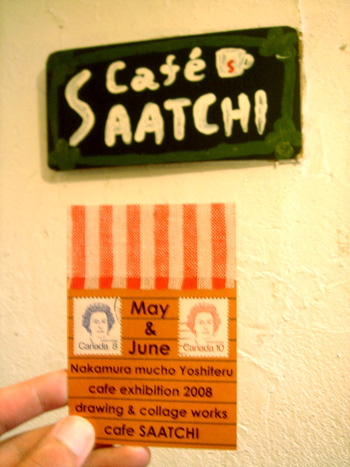 Café
S
SAATCHI
May
&
June
Canada 8
Canada 10
Nakamura mucho Yoshiteru
cafe exhibition 2008
drawing & collage works
cafe SAATCHI